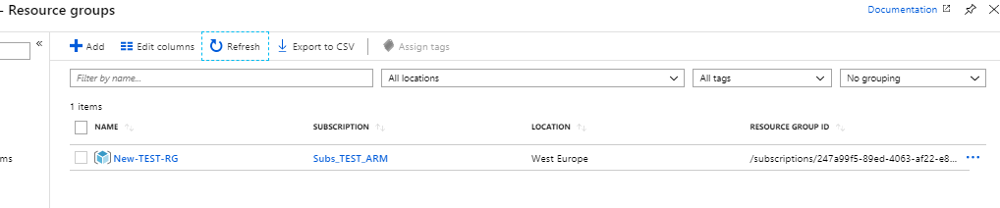 - Resource groups
Documentation
«
Add Edit columns Refresh Export to CSV Assign tags
Filter by name... All locations All tags No grouping
1 items
NAME SUBSCRIPTION LOCATION RESOURCE GROUP ID
New-TEST-RG Subs_TEST_ARM West Europe /subscriptions/247a99f5-89ed-4063-af22-e8... ...
ms